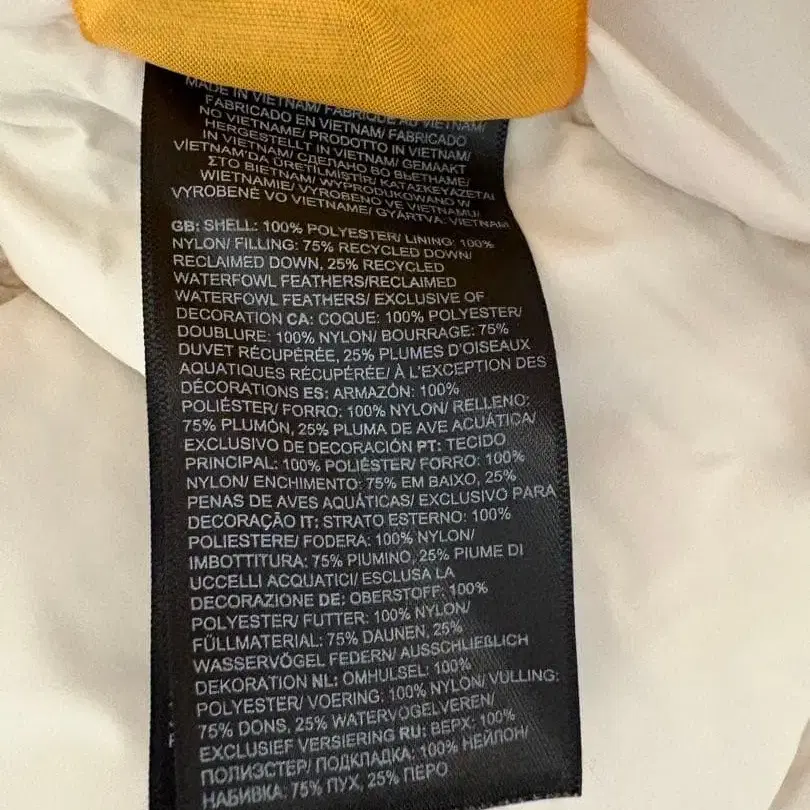 MADE IN VIETNAM/ FABRIQUÉ AU VIETNAM/
FABRICADO EN VIETNAM/ FABRICADO
NO VIETNAME/ PRODOTTO IN VIETNAM/
HERGESTELLT IN VIETNAM/ GEMAAKT
IN VIETNAM/ СДЕЛАНО ВО ВЬЕТНАМЕ/
VİETNAM'DA ÜRETİLMİŞTİR/ ΚΑΤΑΣΚΕΥΑΖΕΤΑΙ
ΣΤΟ ΒΙΕΤΝΑΜ/ WYPRODUKOWANO W
WIETNAMIE/ VYROBENO VE VIETNAMU/
VYROBENÉ VO VIETNAME/ GYÁRTVA: VIETNAM
GB: SHELL: 100% POLYESTER/ LINING: 100%
NYLON/ FILLING: 75% RECYCLED DOWN/
RECLAIMED DOWN, 25% RECYCLED
WATERFOWL FEATHERS/RECLAIMED
WATERFOWL FEATHERS/ EXCLUSIVE OF
DECORATION CA: COQUE: 100% POLYESTER/
DOUBLURE: 100% NYLON/ BOURRAGE: 75%
DUVET RÉCUPÉRÉE, 25% PLUMES D'OISEAUX
AQUATIQUES RÉCUPÉRÉE/ À L'EXCEPTION DES
DÉCORATIONS ES: ARMAZÓN: 100%
POLIÉSTER/ FORRO: 100% NYLON/ RELLENO:
75% PLUMÓN, 25% PLUMA DE AVE ACUÁTICA/
EXCLUSIVO DE DECORACIÓN PT: TECIDO
PRINCIPAL: 100% POLIÉSTER/ FORRO: 100%
NYLON/ ENCHIMENTO: 75% EM BAIXO, 25%
PENAS DE AVES AQUÁTICAS/ EXCLUSIVO PARA
DECORAÇÃO IT: STRATO ESTERNO: 100%
POLIESTERE/ FODERA: 100% NYLON/
IMBOTTITURA: 75% PIUMINO, 25% PIUME DI
UCCELLI ACQUATICI/ ESCLUSA LA
DECORAZIONE DE: OBERSTOFF: 100%
POLYESTER/ FUTTER: 100% NYLON/
FÜLLMATERIAL: 75% DAUNEN, 25%
WASSERVÖGEL FEDERN/ AUSSCHLIEẞLICH
DEKORATION NL: OMHULSEL: 100%
POLYESTER/ VOERING: 100% NYLON/ VULLING:
75% DONS, 25% WATERVOGELVEREN/
EXCLUSIEF VERSIERING RU: ВЕРХ: 100%
ПОЛИЭСТЕР/ ПОДКЛАДКА: 100% НЕЙЛОН/
НАБИВКА: 75% ПУХ, 25% ПЕРО